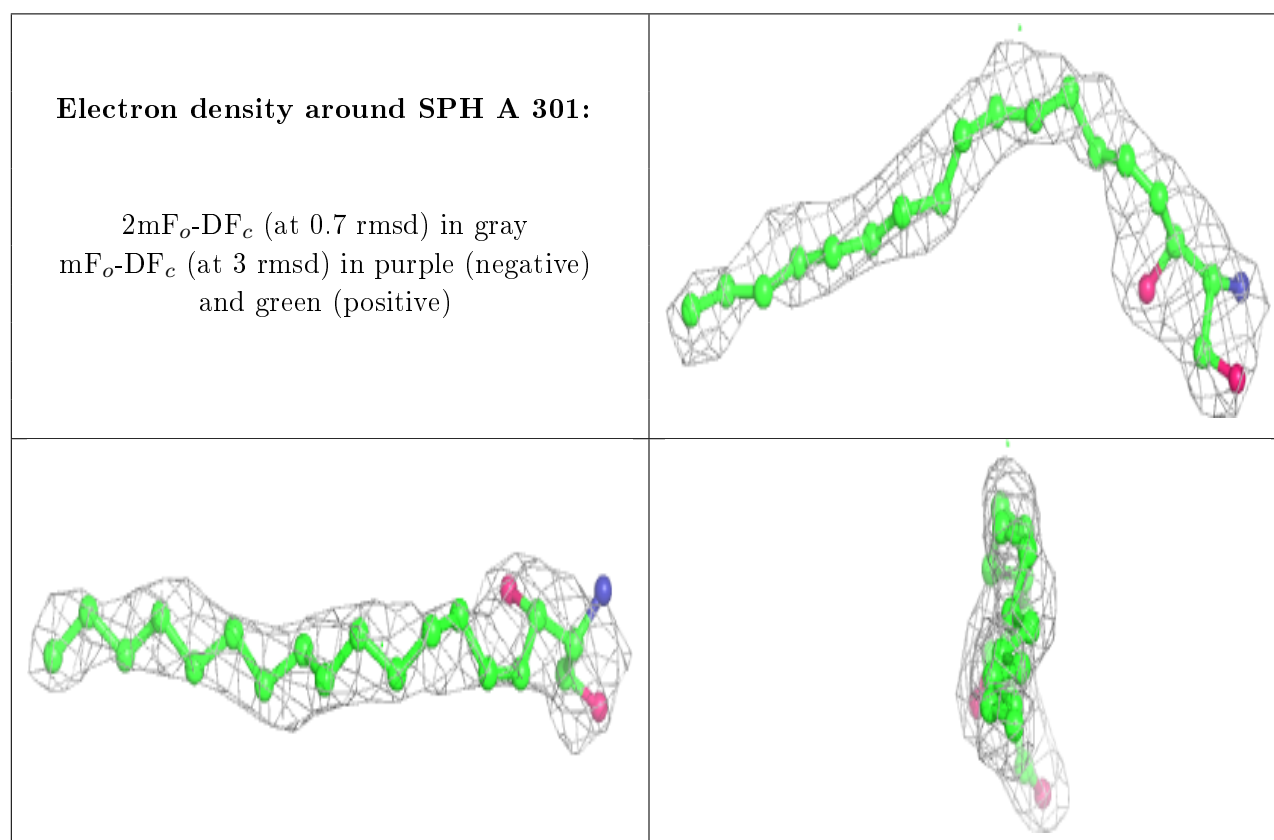 Electron density around SPH A 301:
2mFo-DFc (at 0.7 rmsd) in gray
mFo-DFc (at 3 rmsd) in purple (negative)
and green (positive)